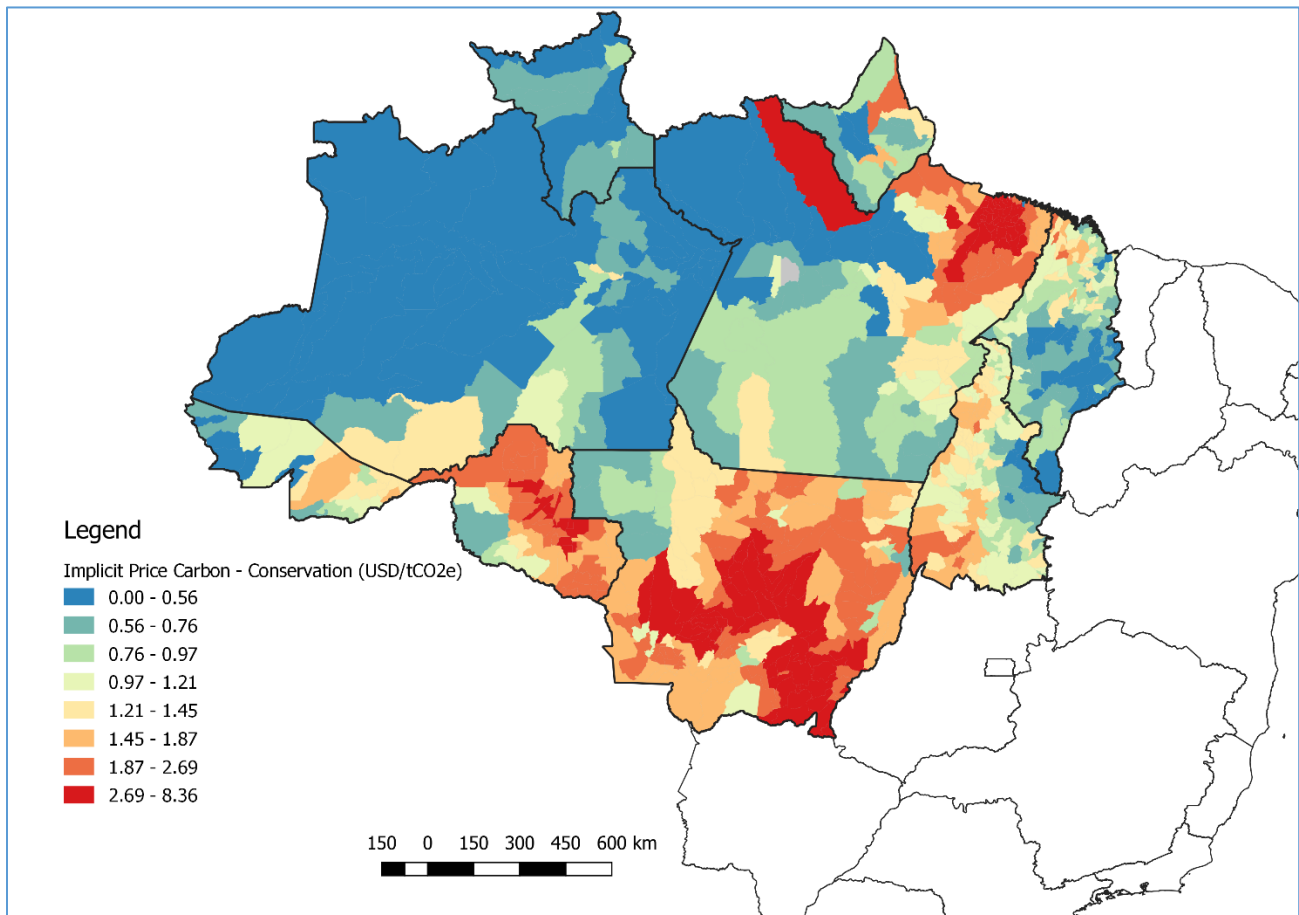 Legend
Implicit Price Carbon - Conservation (USD/tCO2e)
0.00 - 0.56
0.56 - 0.76
0.76 - 0.97
0.97 - 1.21
1.21 - 1.45
1.45 - 1.87
1.87 - 2.69
2.69 - 8.36
150 0 150 300 450 600 km